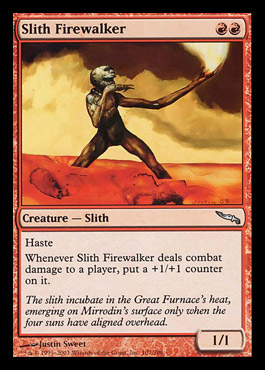 Slith Firewalker
Creature — Slith
Haste
Whenever Slith Firewalker deals combat
damage to a player, put a +1/+1 counter
on it.
The slith incubate in the Great Furnace's heat,
emerging on Mirrodin's surface only when the
four suns have aligned overhead.
Justin Sweet
1/1